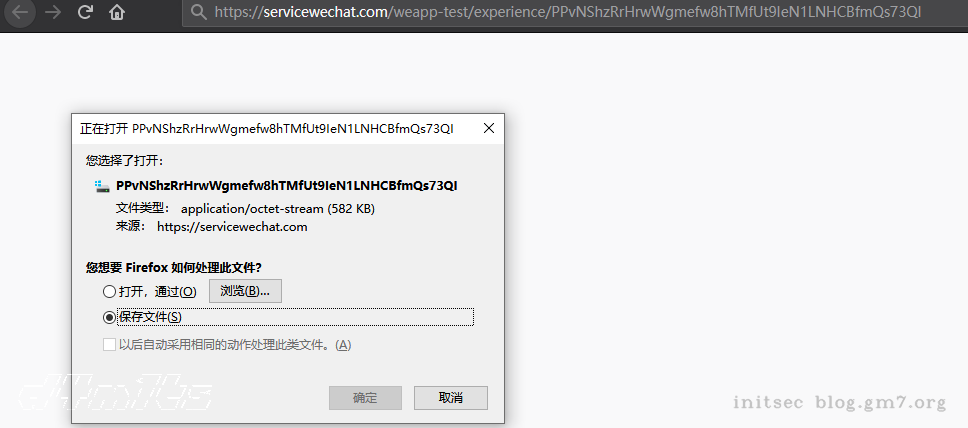 https://servicewechat.com/weapp-test/experience/PPvNShzRrHrwWgmefw8hTMfUt9IeN1LNHCBfmQs73QI
正在打开 PPvNShzRrHrwWgmefw8hTMfUt9IeN1LNHCBfmQs73QI
您选择了打开:
PPvNShzRrHrwWgmefw8hTMfUt9IeN1LNHCBfmQs73QI
文件类型: application/octet-stream (582 KB)
来源: https://servicewechat.com
您想要 Firefox 如何处理此文件?
打开，通过(O) 浏览(B)...
保存文件(S)
以后自动采用相同的动作处理此类文件。(A)
确定 取消
initsec blog.gm7.org